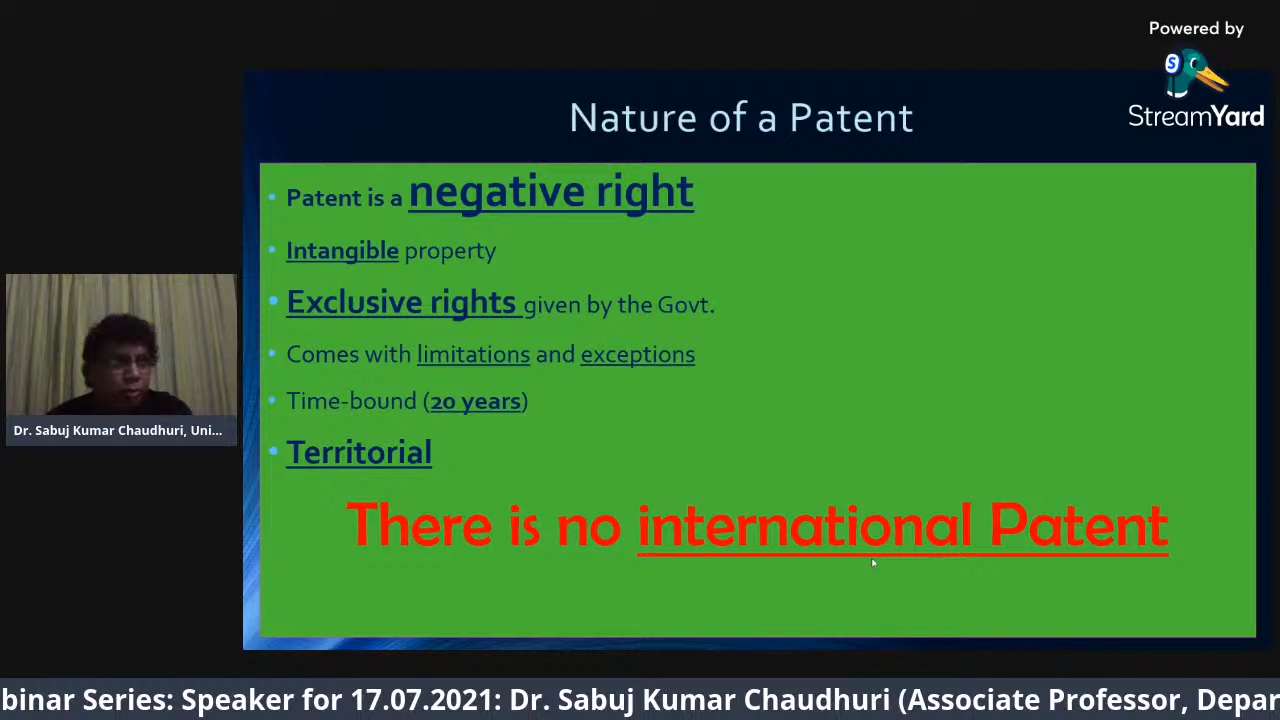 Powered by
S
StreamYard
Nature of a Patent
• Patent is a negative right
• Intangible property
• Exclusive rights given by the Govt.
• Comes with limitations and exceptions
• Time-bound (20 years)
• Territorial
There is no international Patent
Dr. Sabuj Kumar Chaudhuri, Uni...
binar Series: Speaker for 17.07.2021: Dr. Sabuj Kumar Chaudhuri (Associate Professor, Depar